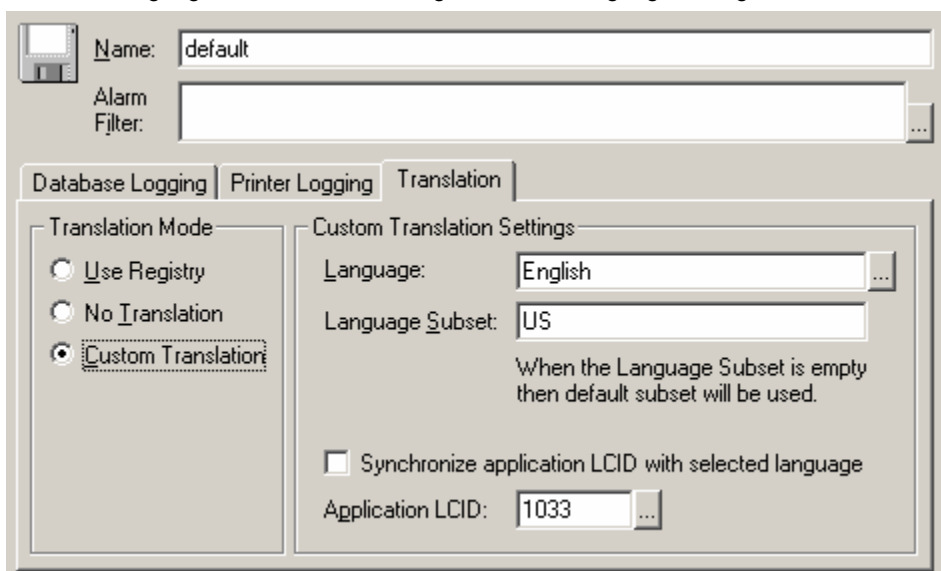 Name: default
Alarm
Filter:
...
Database Logging Printer Logging Translation
Translation Mode
Use Registry
No Translation
Custom Translation
Custom Translation Settings
Language: English ...
Language Subset: US
When the Language Subset is empty
then default subset will be used.
Synchronize application LCID with selected language
Application LCID: 1033 ...